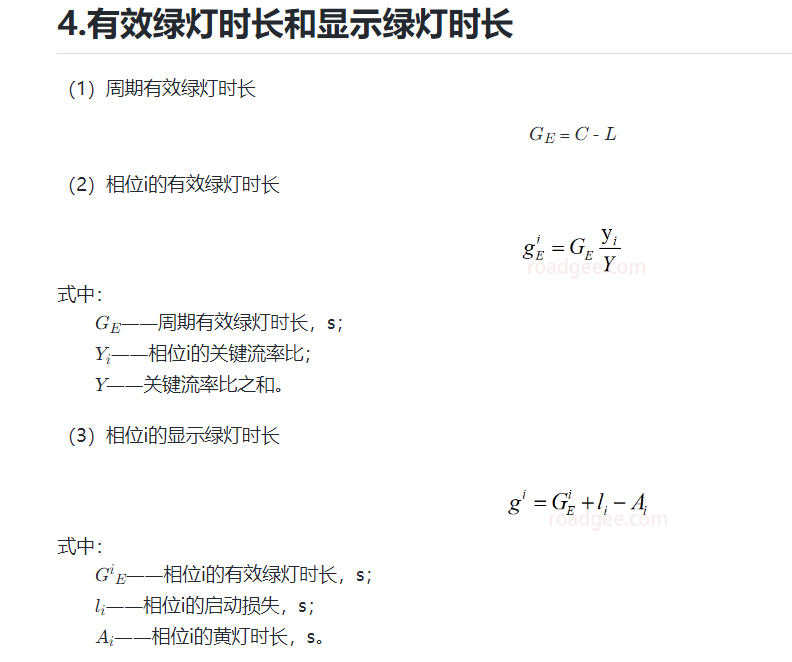 4.有效绿灯时长和显示绿灯时长
（1）周期有效绿灯时长
G_E = C - L
（2）相位i的有效绿灯时长
g_E^i = G_E y_i/Y
roadgee.com
式中：
G_E——周期有效绿灯时长，s；
Y_i——相位i的关键流率比；
Y——关键流率比之和。
（3）相位i的显示绿灯时长
g^i = G_E^i + l_i − A_i
roadgee.com
式中：
G^i_E——相位i的有效绿灯时长，s；
l_i——相位i的启动损失，s；
A_i——相位i的黄灯时长，s。